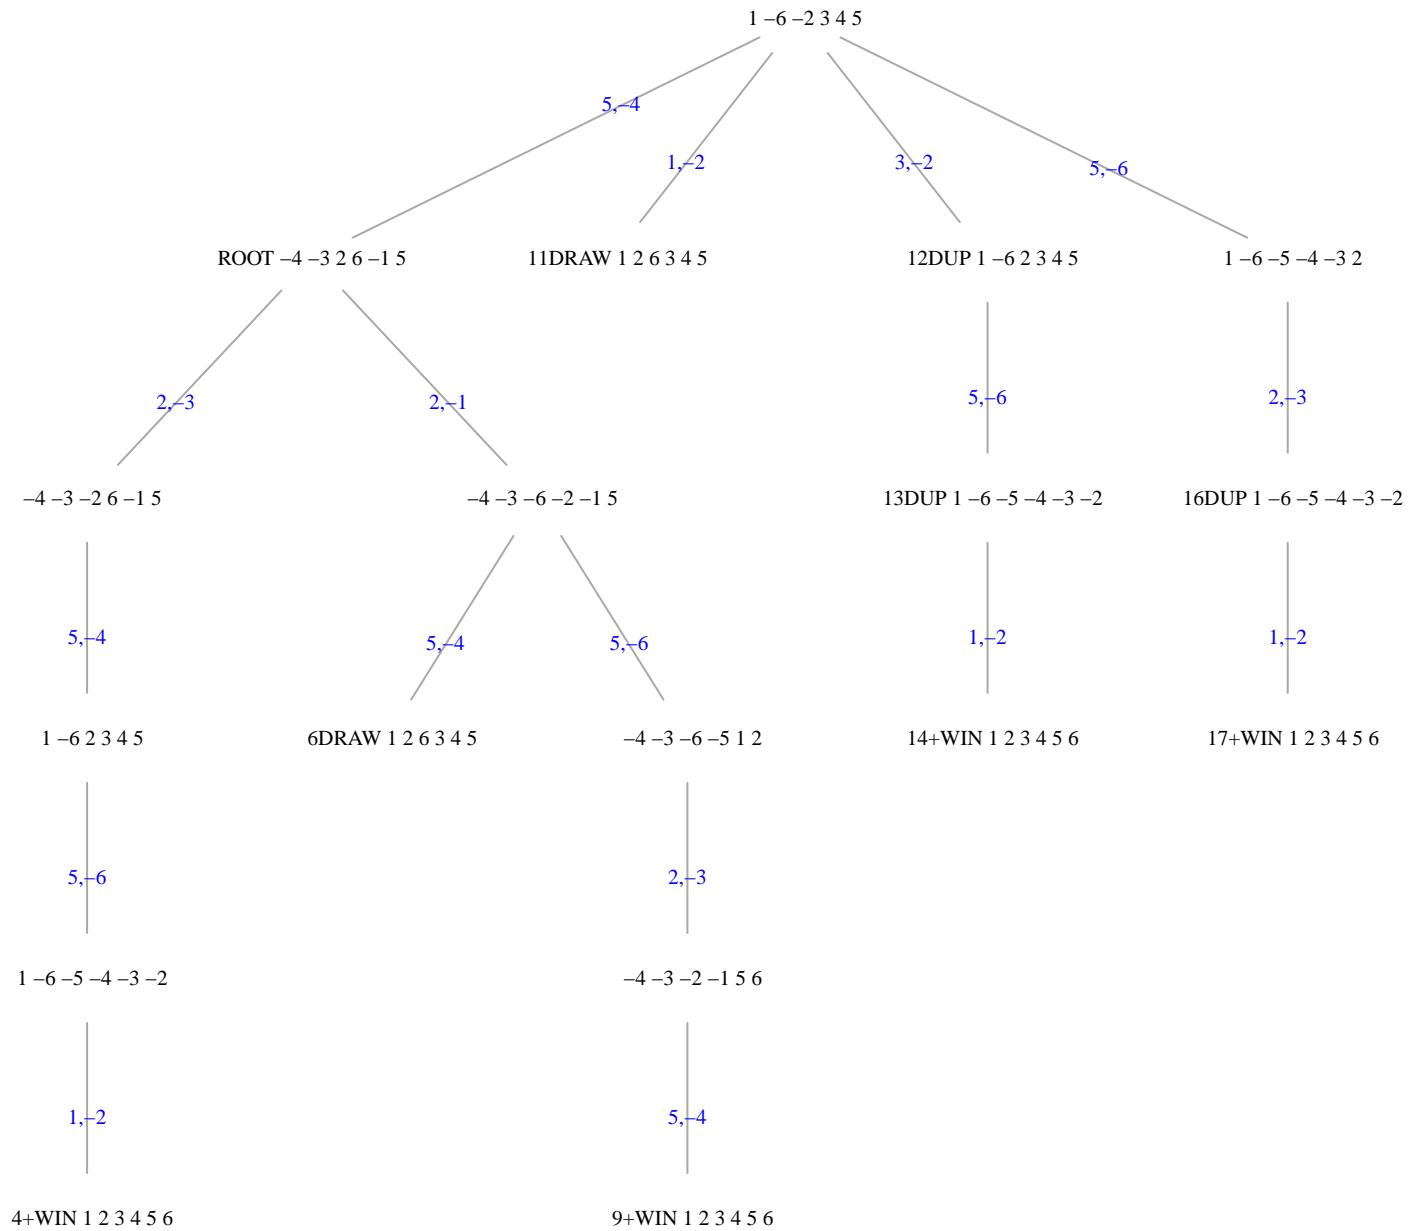 1 –6 –2 3 4 5
5,–4
1,–2
3,–2
5,–6
ROOT –4 –3 2 6 –1 5
11DRAW 1 2 6 3 4 5
12DUP 1 –6 2 3 4 5
1 –6 –5 –4 –3 2
2,–3
2,–1
5,–6
2,–3
–4 –3 –2 6 –1 5
–4 –3 –6 –2 –1 5
13DUP 1 –6 –5 –4 –3 –2
16DUP 1 –6 –5 –4 –3 –2
5,–4
5,–4
5,–6
1,–2
1,–2
1 –6 2 3 4 5
6DRAW 1 2 6 3 4 5
–4 –3 –6 –5 1 2
14+WIN 1 2 3 4 5 6
17+WIN 1 2 3 4 5 6
5,–6
2,–3
1 –6 –5 –4 –3 –2
–4 –3 –2 –1 5 6
1,–2
5,–4
4+WIN 1 2 3 4 5 6
9+WIN 1 2 3 4 5 6